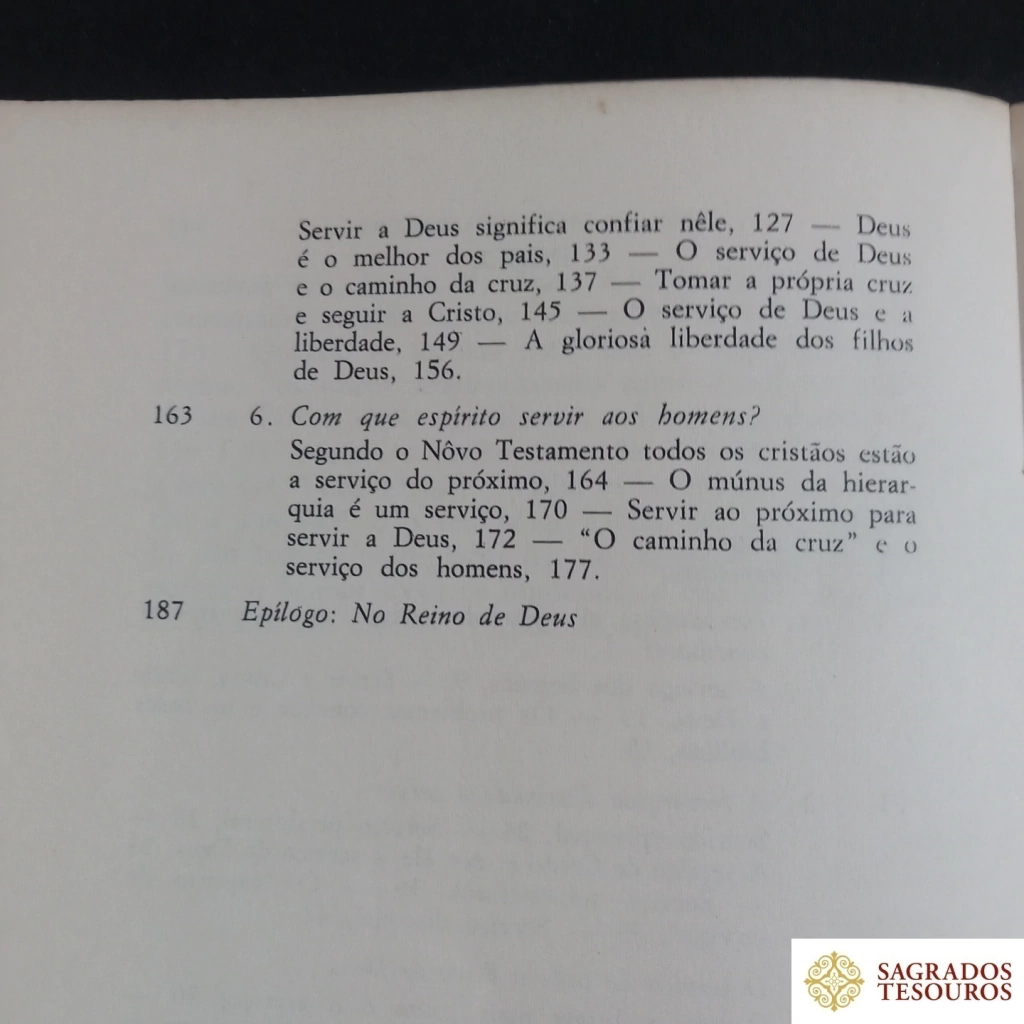 Servir a Deus significa confiar nêle, 127 — Deus
é o melhor dos pais, 133 — O serviço de Deus
e o caminho da cruz, 137 — Tomar a própria cruz
e seguir a Cristo, 145 — O serviço de Deus e a
liberdade, 149 — A gloriosa liberdade dos filhos
de Deus, 156.
163 6. Com que espírito servir aos homens?
Segundo o Nôvo Testamento todos os cristãos estão
a serviço do próximo, 164 — O múnus da hierar-
quia é um serviço, 170 — Servir ao próximo para
servir a Deus, 172 — “O caminho da cruz” e o
serviço dos homens, 177.
187 Epílogo: No Reino de Deus
SAGRADOS
TESOUROS